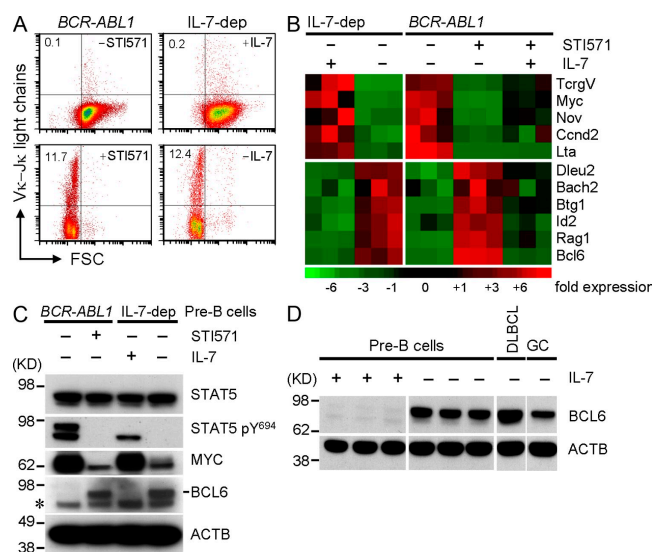 A
BCR-ABL1
IL-7-dep
0.1
−STI571
0.2
+IL-7
11.7
+STI571
12.4
−IL-7
Vκ–Jκ light chains
FSC
B
IL-7-dep
BCR-ABL1
− − − + + STI571
+ − − − + IL-7
TcrgV
Myc
Nov
Ccnd2
Lta
Dleu2
Bach2
Btg1
Id2
Rag1
Bcl6
-6 -3 -1 0 +1 +3 +6 fold expression
C
BCR-ABL1 IL-7-dep Pre-B cells
− + − − STI571
− − + − IL-7
(KD)
98
STAT5
98
STAT5 pY694
62
MYC
98
BCL6
*
49
38
ACTB
D
Pre-B cells
DLBCL
GC
(KD)
+ + + − − − − − IL-7
98
BCL6
62
38
ACTB